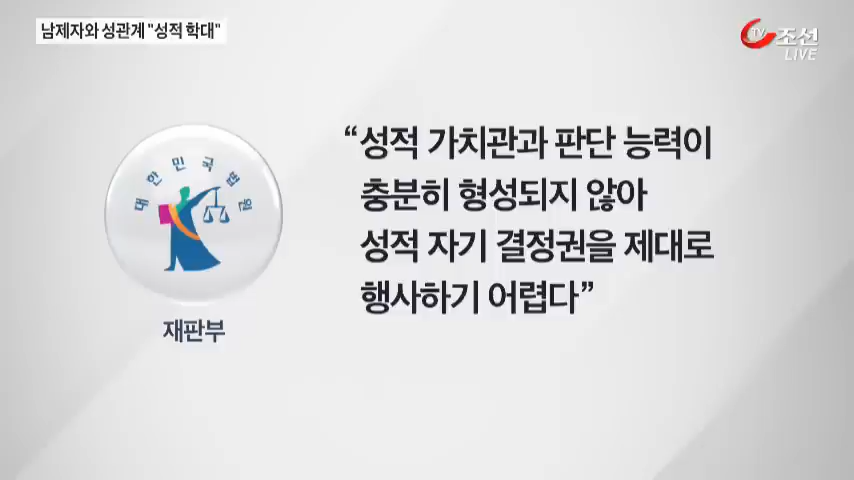 남제자와 성관계 "성적 학대"
TV조선
LIVE
대한민국법원
재판부
“성적 가치관과 판단 능력이
충분히 형성되지 않아
성적 자기 결정권을 제대로
행사하기 어렵다”